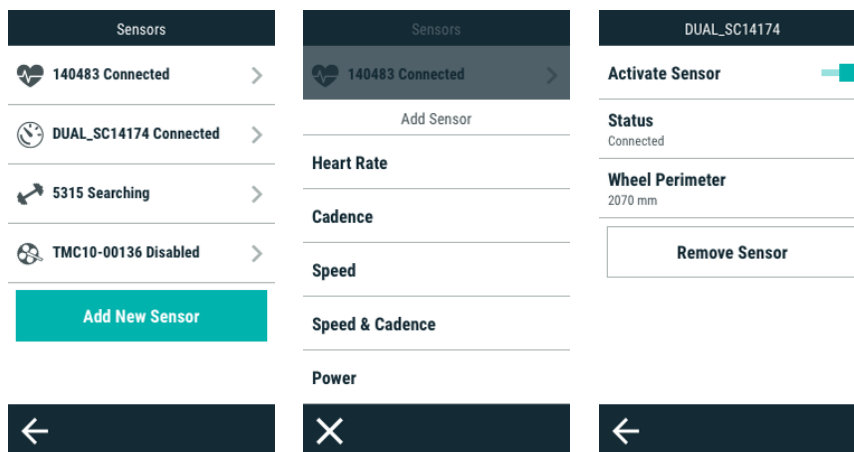 Sensors
140483 Connected
DUAL_SC14174 Connected
5315 Searching
TMC10-00136 Disabled
Add New Sensor
Sensors
140483 Connected
Add Sensor
Heart Rate
Cadence
Speed
Speed & Cadence
Power
DUAL_SC14174
Activate Sensor
Status
Connected
Wheel Perimeter
2070 mm
Remove Sensor